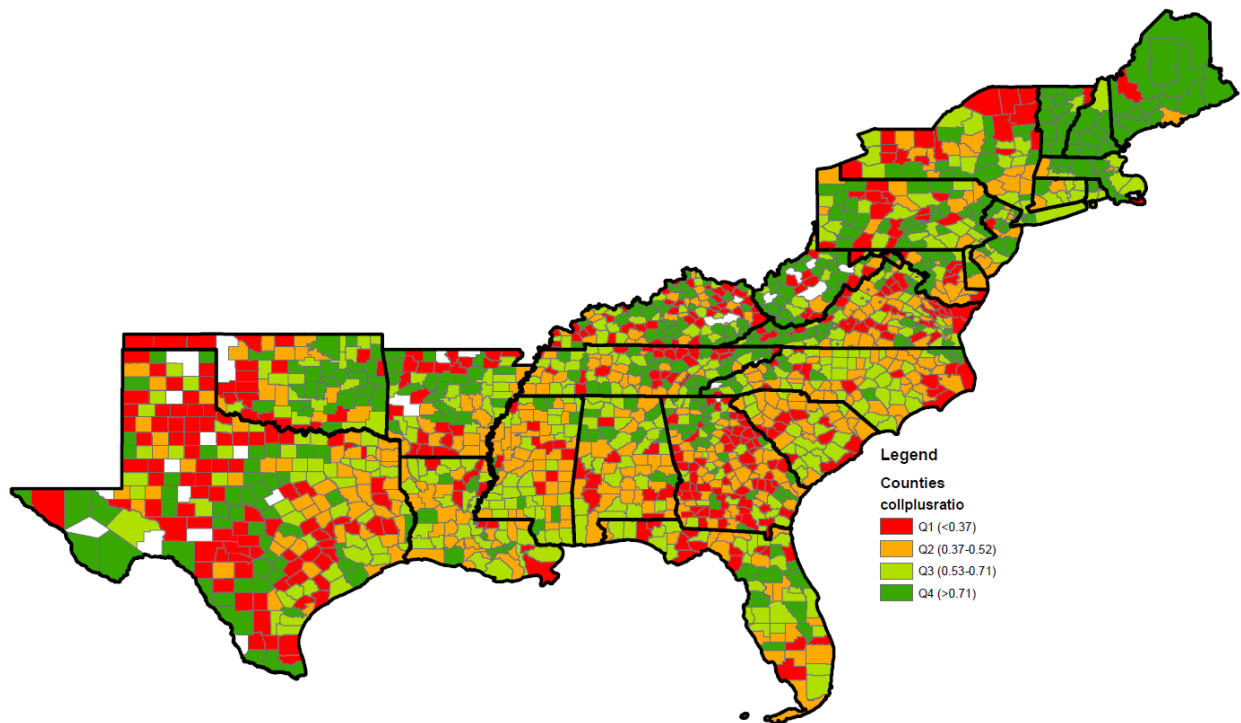 Legend
Counties
collplusratio
Q1 (<0.37)
Q2 (0.37-0.52)
Q3 (0.53-0.71)
Q4 (>0.71)